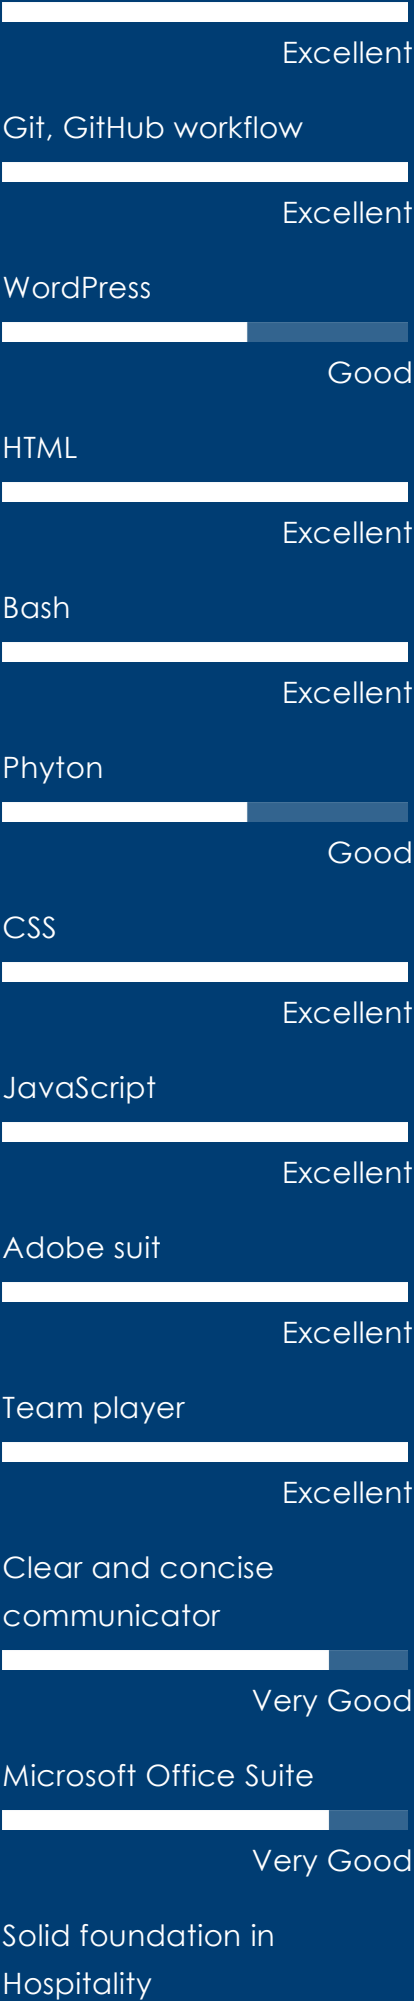 Excellent
Git, GitHub workflow
Excellent
WordPress
Good
HTML
Excellent
Bash
Excellent
Phyton
Good
CSS
Excellent
JavaScript
Excellent
Adobe suit
Excellent
Team player
Excellent
Clear and concise
communicator
Very Good
Microsoft Office Suite
Very Good
Solid foundation in
Hospitality